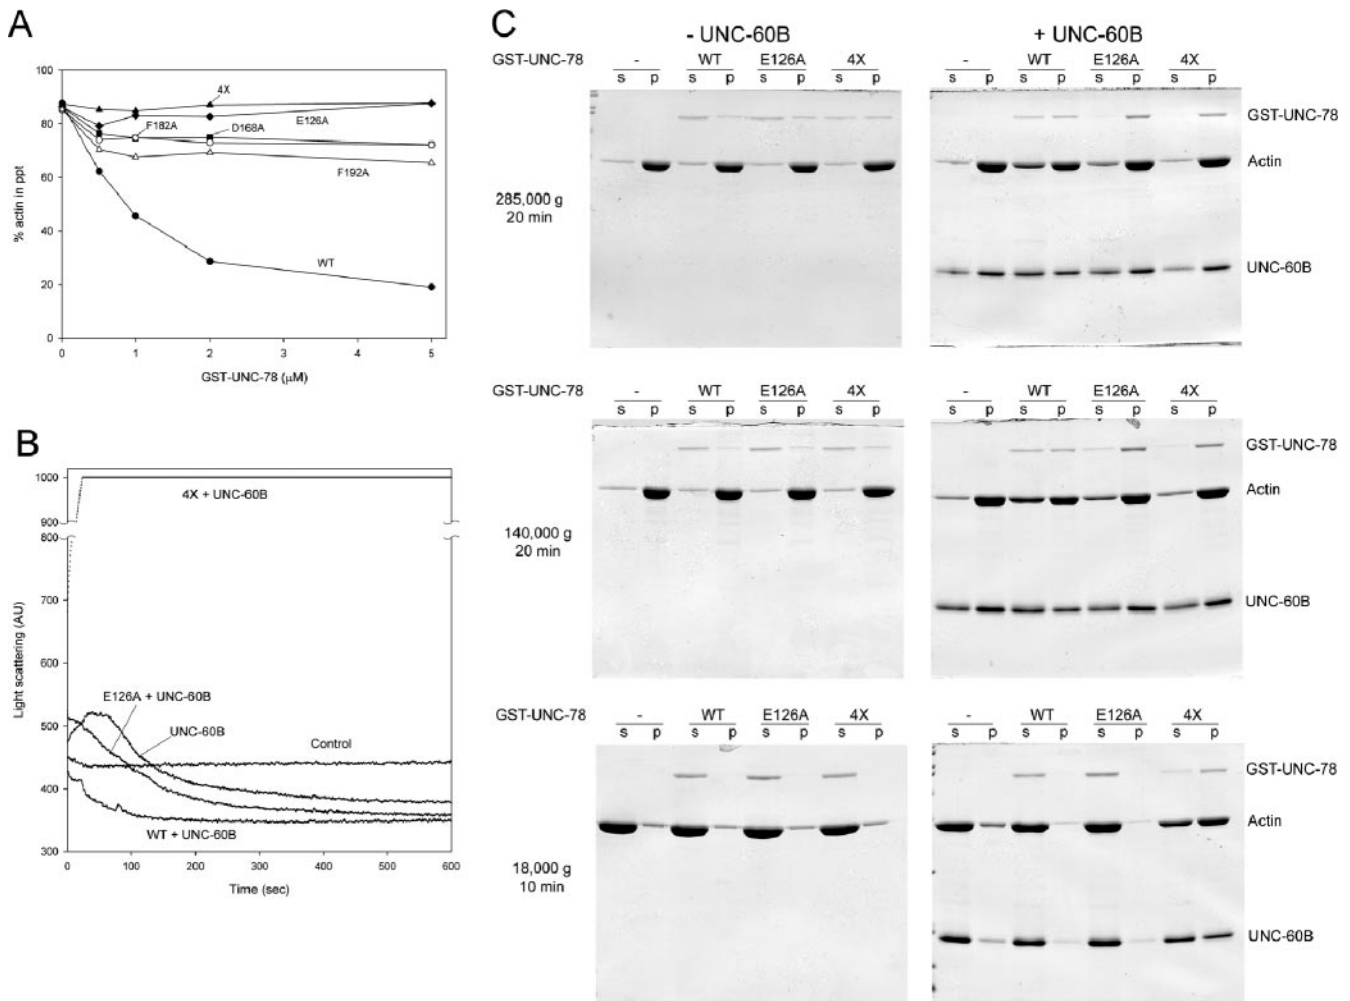 A
% actin in ppt
100
80
60
40
20
0
4X
E126A
F182A
D168A
F192A
WT
0 1 2 3 4 5
GST-UNC-78 (μM)
B
Light scattering (AU)
1000
900
800
700
600
500
400
300
4X + UNC-60B
E126A + UNC-60B
UNC-60B
Control
WT + UNC-60B
0 100 200 300 400 500 600
Time (sec)
C
- UNC-60B + UNC-60B
GST-UNC-78 - WT E126A 4X - WT E126A 4X
s p s p s p s p s p s p s p s p
GST-UNC-78
Actin
285,000 g
20 min
UNC-60B
GST-UNC-78 - WT E126A 4X - WT E126A 4X
s p s p s p s p s p s p s p s p
GST-UNC-78
Actin
140,000 g
20 min
UNC-60B
GST-UNC-78 - WT E126A 4X - WT E126A 4X
s p s p s p s p s p s p s p s p
GST-UNC-78
Actin
18,000 g
10 min
UNC-60B